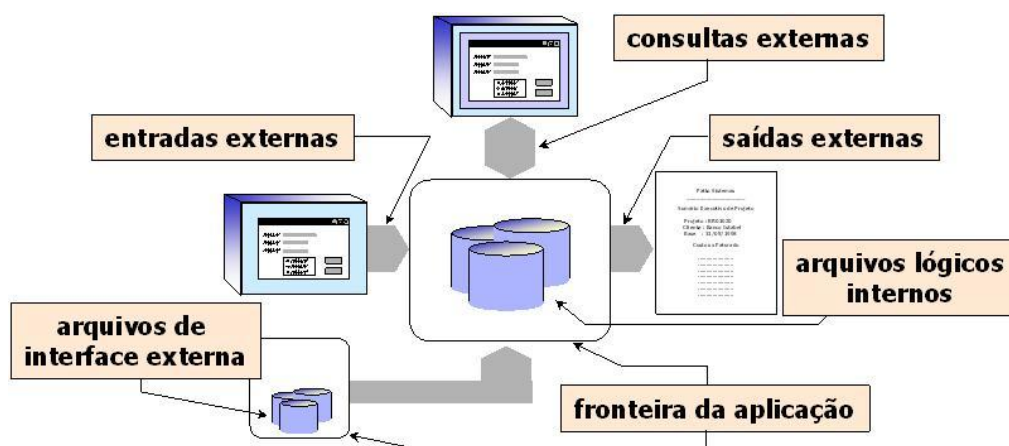 consultas externas
entradas externas
saídas externas
arquivos lógicos
internos
arquivos de
interface externa
fronteira da aplicação